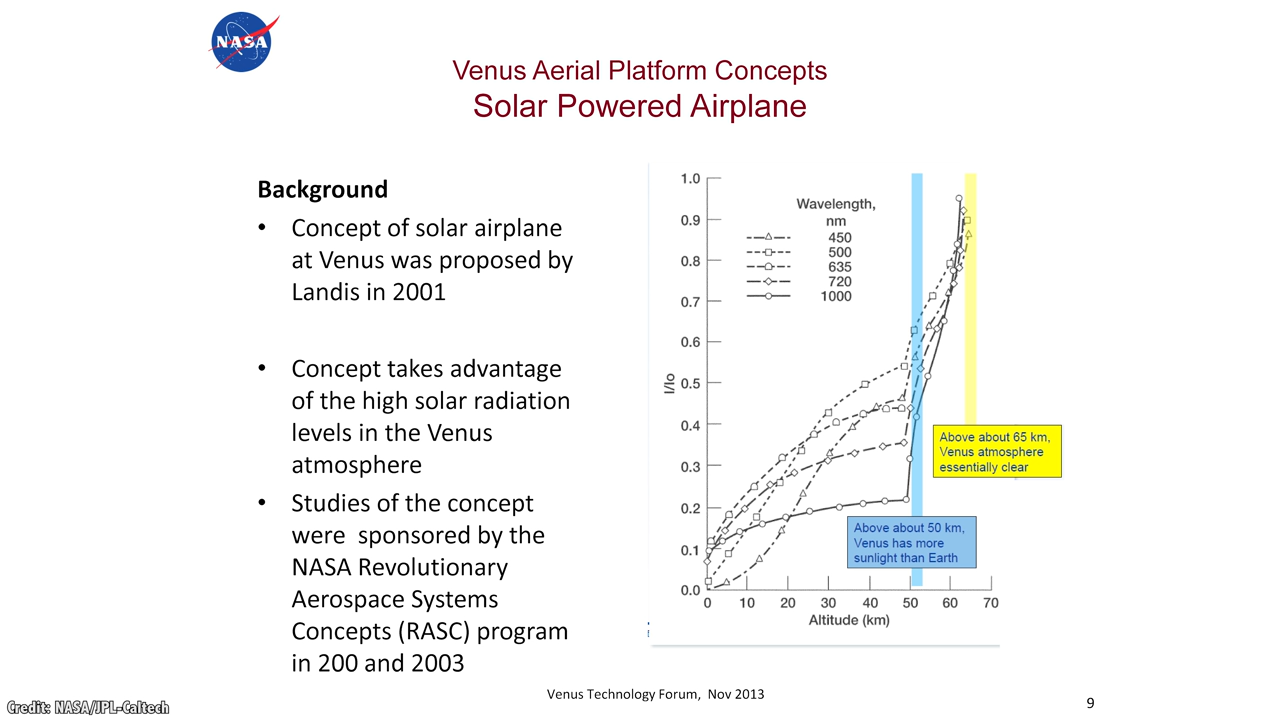 NASA
Venus Aerial Platform Concepts
Solar Powered Airplane
Background
• Concept of solar airplane
at Venus was proposed by
Landis in 2001
• Concept takes advantage
of the high solar radiation
levels in the Venus
atmosphere
• Studies of the concept
were sponsored by the
NASA Revolutionary
Aerospace Systems
Concepts (RASC) program
in 200 and 2003
1.0
0.9
0.8
0.7
0.6
0.5
0.4
0.3
0.2
0.1
0.0
I/Io
Wavelength,
nm
450
500
635
720
1000
Above about 65 km,
Venus atmosphere
essentially clear
Above about 50 km,
Venus has more
sunlight than Earth
0 10 20 30 40 50 60 70
Altitude (km)
Venus Technology Forum, Nov 2013
9
Credit: NASA/JPL-Caltech